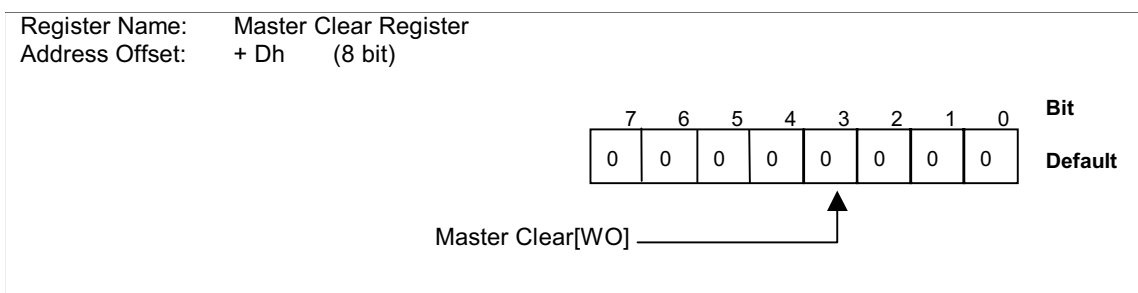 Register Name: Master Clear Register
Address Offset: + Dh (8 bit)
7 6 5 4 3 2 1 0 Bit
0 0 0 0 0 0 0 0 Default
Master Clear[WO]